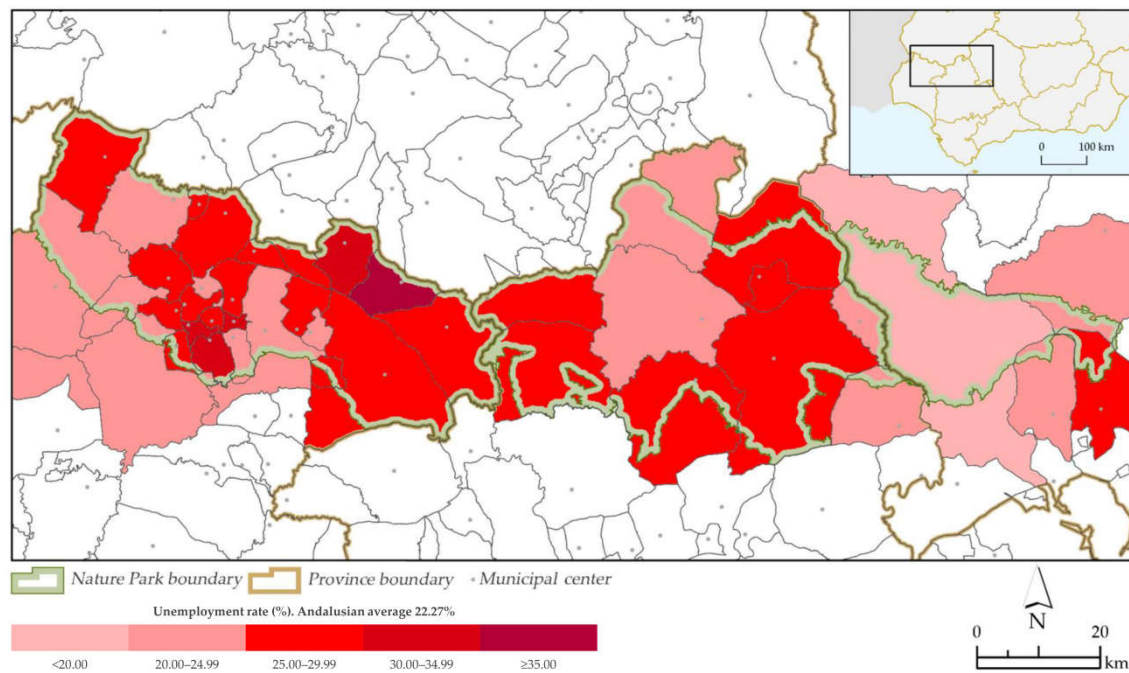 0 100 km
Nature Park boundary Province boundary Municipal center
Unemployment rate (%). Andalusian average 22.27%
<20.00 20.00–24.99 25.00–29.99 30.00–34.99 ≥35.00
N
0 20
km